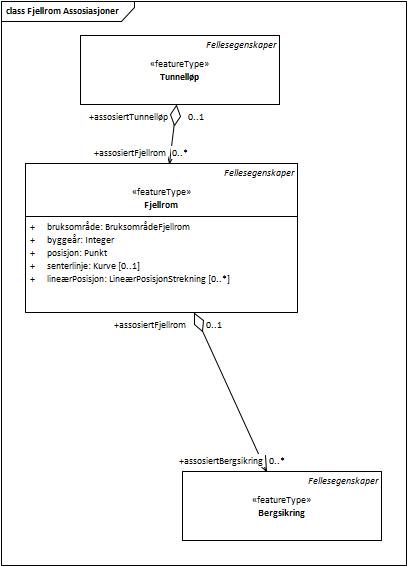 class Fjellrom Assosiasjoner
Fellesegenskaper
«featureType»
Tunnelløp
+assosiertTunnelløp 0..1
+assosiertFjellrom 0..*
Fellesegenskaper
«featureType»
Fjellrom
+ bruksområde: BruksområdeFjellrom
+ byggeår: Integer
+ posisjon: Punkt
+ senterlinje: Kurve [0..1]
+ lineærPosisjon: LineærPosisjonStrekning [0..*]
+assosiertFjellrom 0..1
+assosiertBergsikring 0..*
Fellesegenskaper
«featureType»
Bergsikring